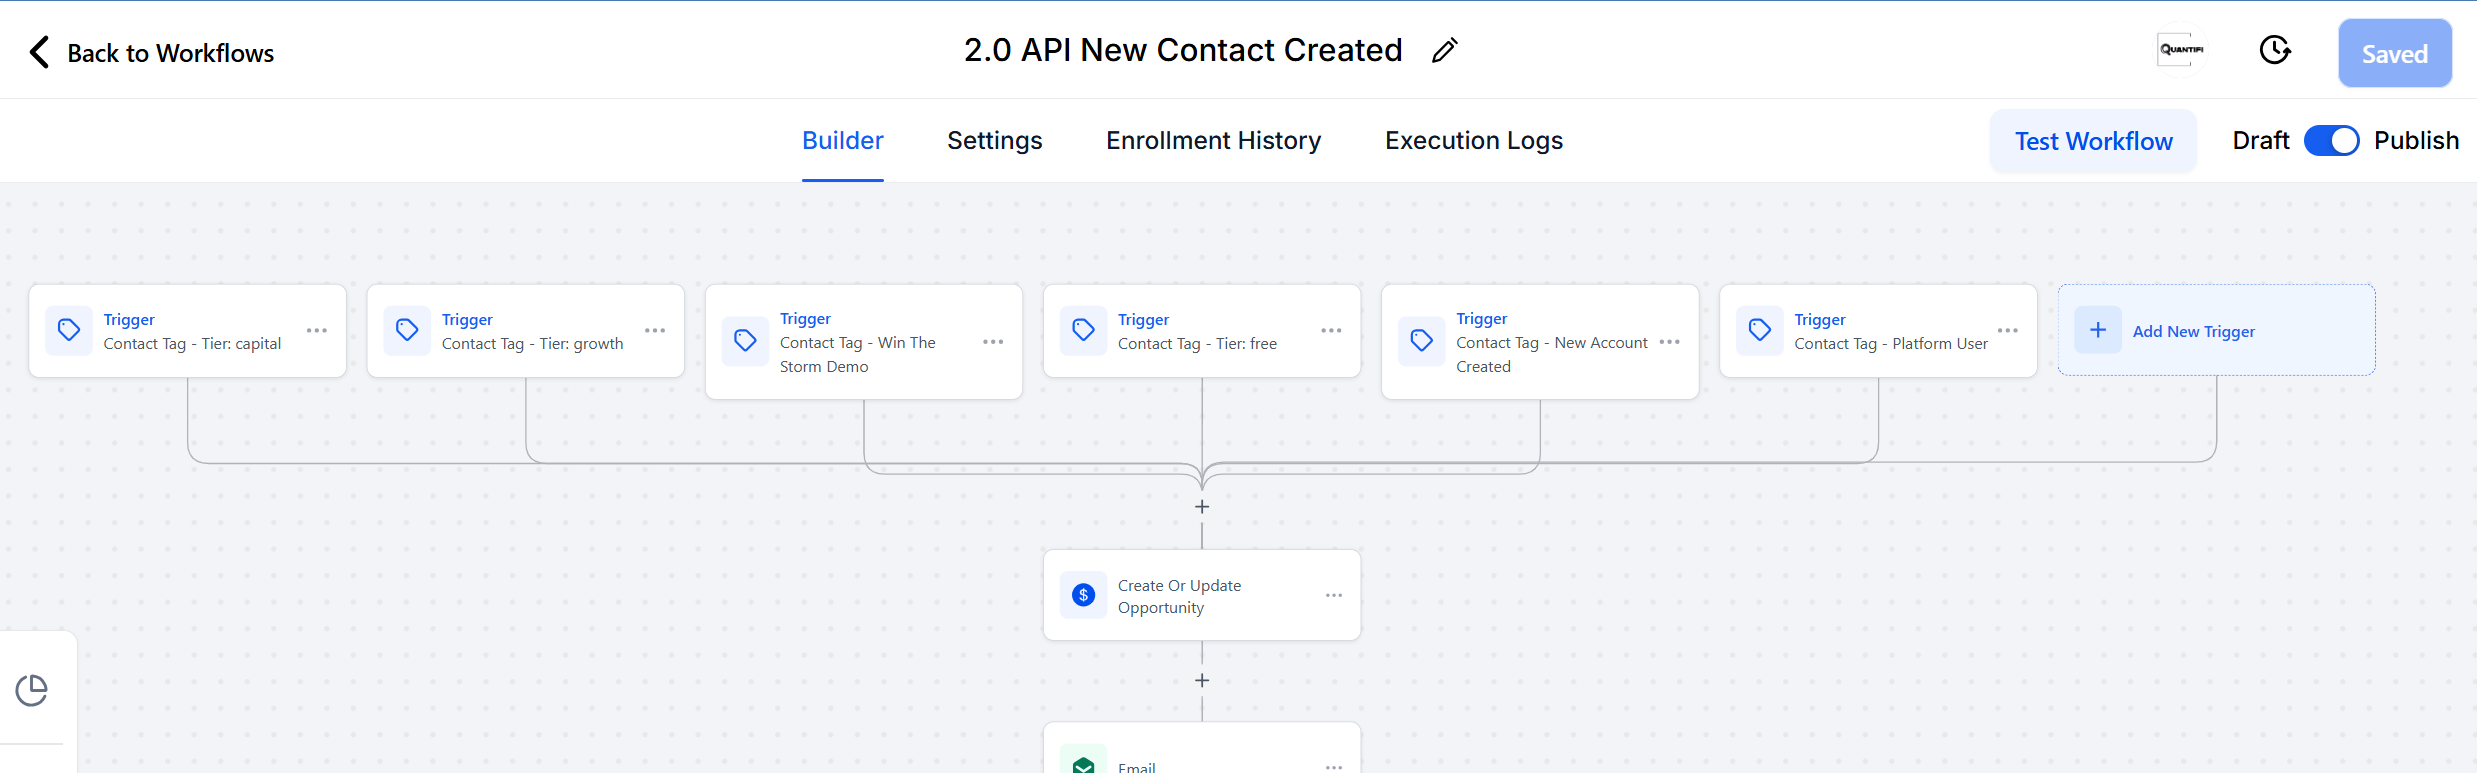 Back to Workflows
2.0 API New Contact Created
QUANTIFI
Saved
Builder
Settings
Enrollment History
Execution Logs
Test Workflow
Draft
Publish
Trigger
Contact Tag - Tier: capital
Trigger
Contact Tag - Tier: growth
Trigger
Contact Tag - Win The
Storm Demo
Trigger
Contact Tag - Tier: free
Trigger
Contact Tag - New Account
Created
Trigger
Contact Tag - Platform User
Add New Trigger
Create Or Update
Opportunity
Email